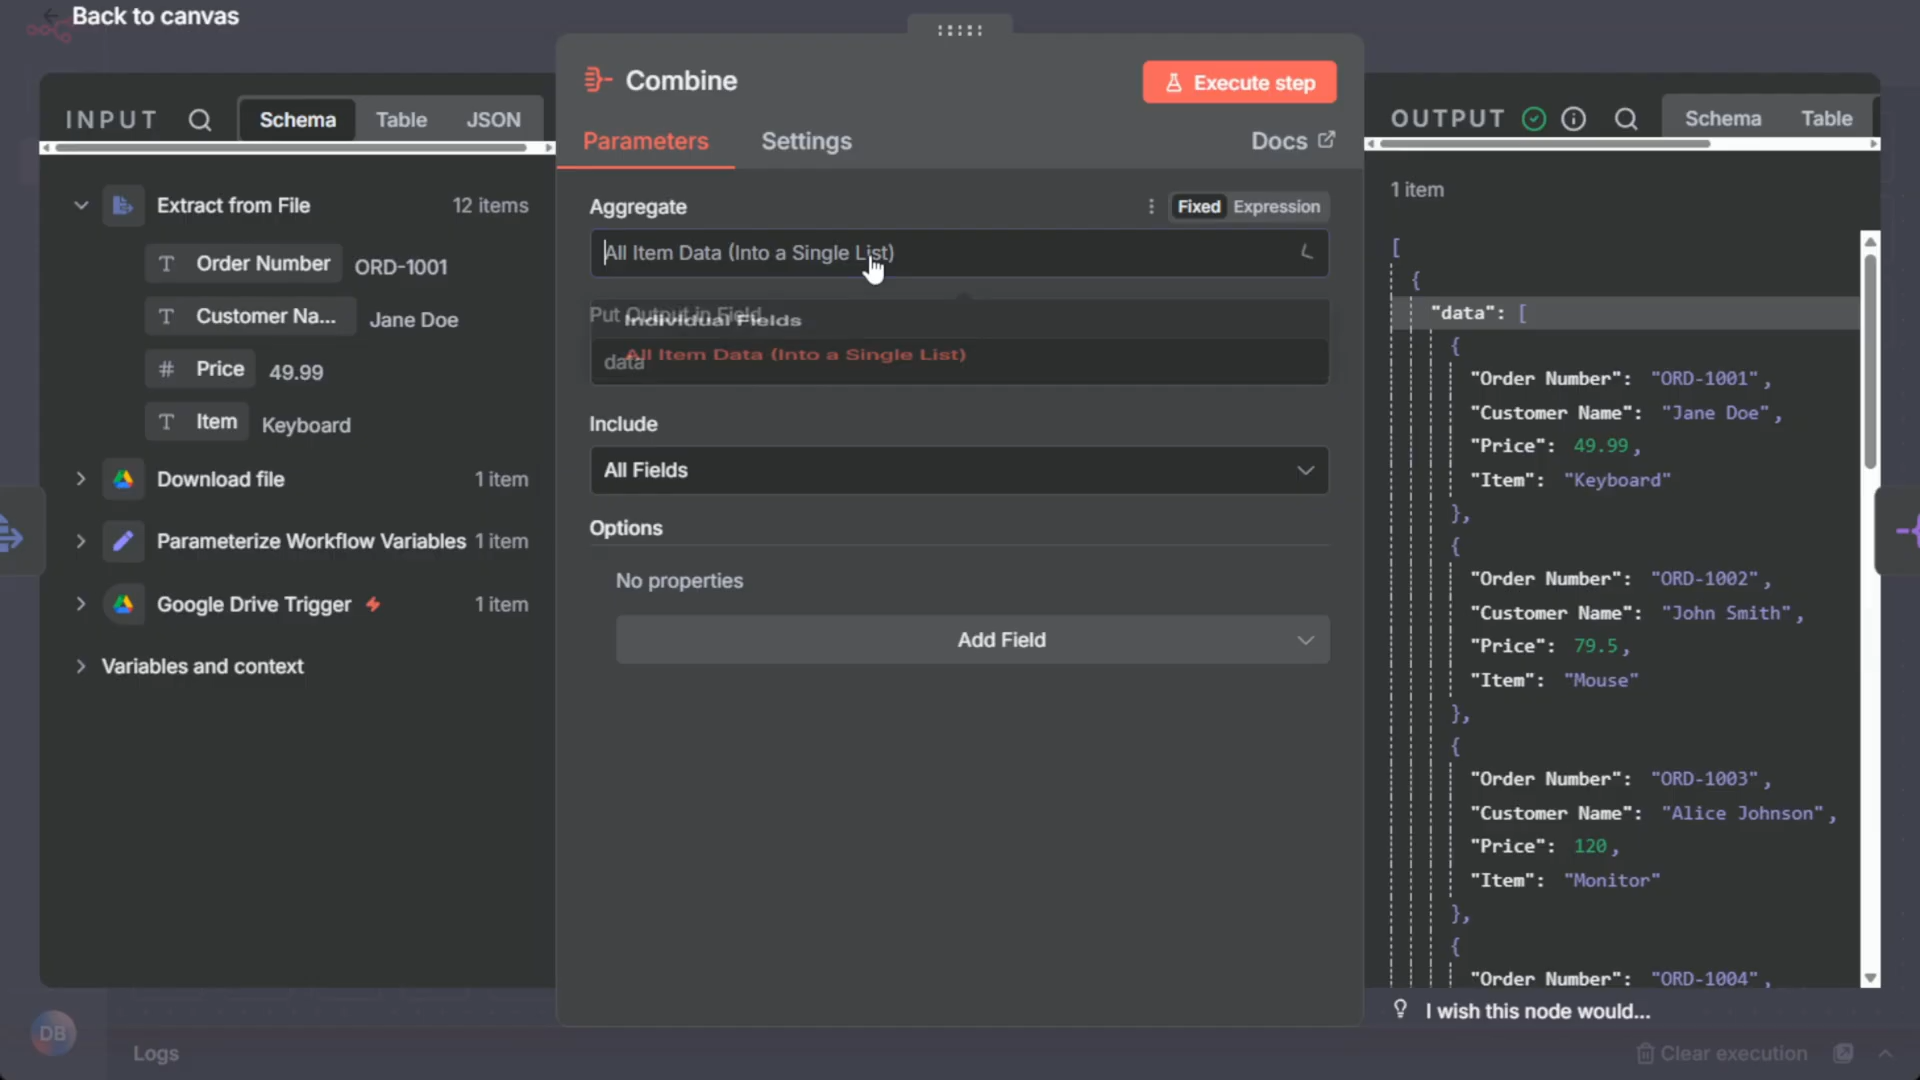 Back to canvas
INPUT
Schema
Table
JSON
Extract from File
12 items
T Order Number ORD-1001
T Customer Na... Jane Doe
# Price 49.99
T Item Keyboard
Download file
1 item
Parameterize Workflow Variables
1 item
Google Drive Trigger
1 item
Variables and context
Combine
Execute step
Parameters
Settings
Docs
Aggregate
Fixed
Expression
All Item Data (Into a Single List)
Put Output in Field
Individual Fields
All Item Data (Into a Single List)
data
Include
All Fields
Options
No properties
Add Field
OUTPUT
Schema
Table
1 item
[
{
"data": [
{
"Order Number": "ORD-1001",
"Customer Name": "Jane Doe",
"Price": 49.99,
"Item": "Keyboard"
},
{
"Order Number": "ORD-1002",
"Customer Name": "John Smith",
"Price": 79.5,
"Item": "Mouse"
},
{
"Order Number": "ORD-1003",
"Customer Name": "Alice Johnson",
"Price": 120,
"Item": "Monitor"
},
{
"Order Number": "ORD-1004",
I wish this node would...
DB
Logs
Clear execution